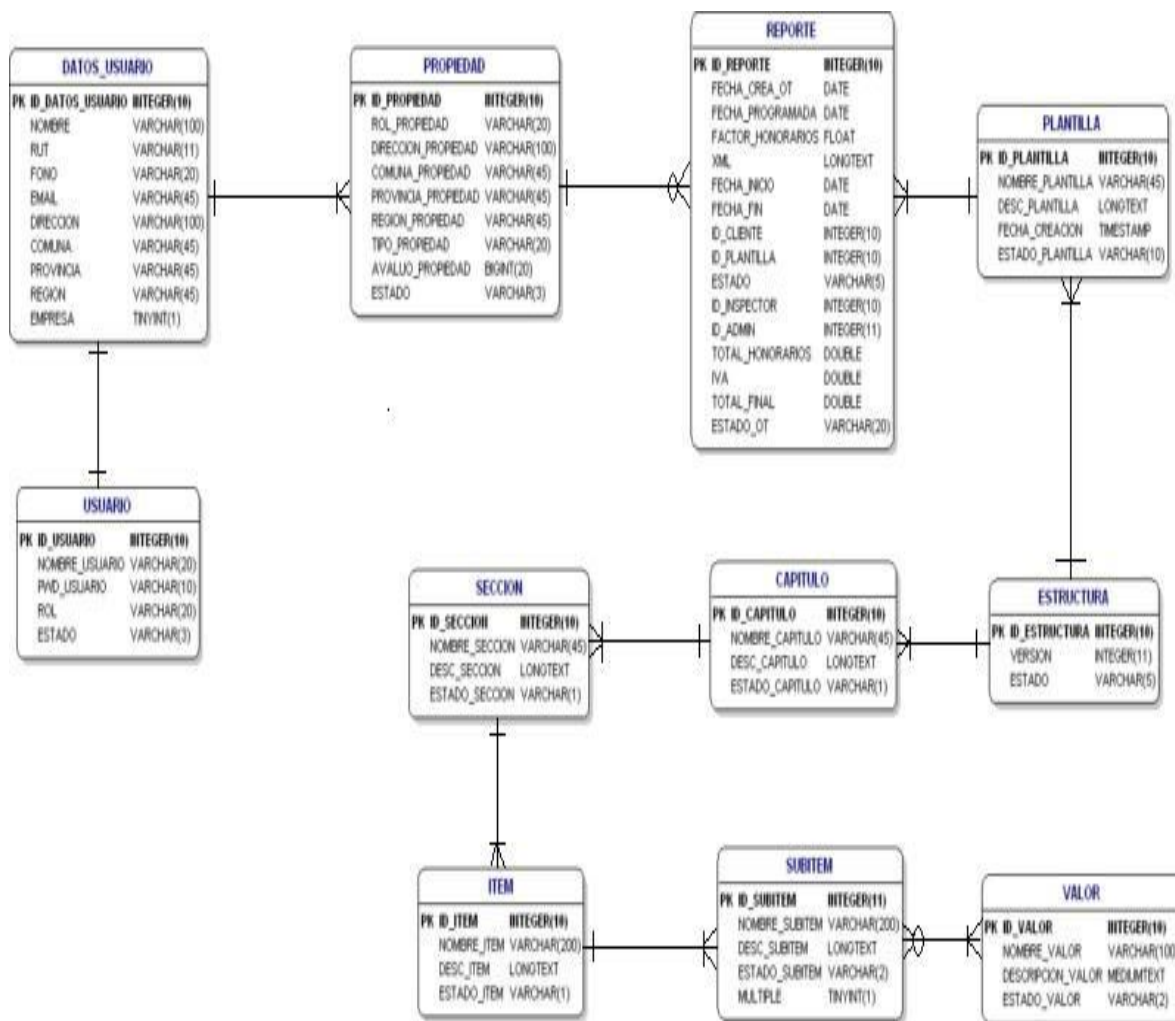 DATOS_USUARIO
PK ID_DATOS_USUARIO INTEGER(10)
NOMBRE VARCHAR(100)
RUT VARCHAR(11)
FONO VARCHAR(20)
EMAIL VARCHAR(45)
DIRECCION VARCHAR(100)
COMUNA VARCHAR(45)
PROVINCIA VARCHAR(45)
REGION VARCHAR(45)
EMPRESA TINYINT(1)
PROPIEDAD
PK ID_PROPIEDAD INTEGER(10)
ROL_PROPIEDAD VARCHAR(20)
DIRECCION_PROPIEDAD VARCHAR(100)
COMUNA_PROPIEDAD VARCHAR(45)
PROVINCIA_PROPIEDAD VARCHAR(45)
REGION_PROPIEDAD VARCHAR(45)
TIPO_PROPIEDAD VARCHAR(20)
AVALUO_PROPIEDAD BIGINT(20)
ESTADO VARCHAR(3)
REPORTE
PK ID_REPORTE INTEGER(10)
FECHA_CREA_OT DATE
FECHA_PROGRAMADA DATE
FACTOR_HONORARIOS FLOAT
XML LONGTEXT
FECHA_INICIO DATE
FECHA_FIN DATE
ID_CLIENTE INTEGER(10)
ID_PLANTILLA INTEGER(10)
ESTADO VARCHAR(5)
ID_INSPECTOR INTEGER(10)
ID_ADMIN INTEGER(11)
TOTAL_HONORARIOS DOUBLE
IVA DOUBLE
TOTAL_FINAL DOUBLE
ESTADO_OT VARCHAR(20)
PLANTILLA
PK ID_PLANTILLA INTEGER(10)
NOMBRE_PLANTILLA VARCHAR(45)
DESC_PLANTILLA LONGTEXT
FECHA_CREACION TIMESTAMP
ESTADO_PLANTILLA VARCHAR(10)
USUARIO
PK ID_USUARIO INTEGER(10)
NOMBRE_USUARIO VARCHAR(20)
PWD_USUARIO VARCHAR(10)
ROL VARCHAR(20)
ESTADO VARCHAR(3)
SECCION
PK ID_SECCION INTEGER(10)
NOMBRE_SECCION VARCHAR(45)
DESC_SECCION LONGTEXT
ESTADO_SECCION VARCHAR(1)
CAPITULO
PK ID_CAPITULO INTEGER(10)
NOMBRE_CAPITULO VARCHAR(45)
DESC_CAPITULO LONGTEXT
ESTADO_CAPITULO VARCHAR(1)
ESTRUCTURA
PK ID_ESTRUCTURA INTEGER(10)
VERSION INTEGER(11)
ESTADO VARCHAR(5)
ITEM
PK ID_ITEM INTEGER(10)
NOMBRE_ITEM VARCHAR(200)
DESC_ITEM LONGTEXT
ESTADO_ITEM VARCHAR(1)
SUBITEM
PK ID_SUBITEM INTEGER(11)
NOMBRE_SUBITEM VARCHAR(200)
DESC_SUBITEM LONGTEXT
ESTADO_SUBITEM VARCHAR(2)
MULTIPLE TINYINT(1)
VALOR
PK ID_VALOR INTEGER(10)
NOMBRE_VALOR VARCHAR(100
DESCRIPCION_VALOR MEDIUMTEXT
ESTADO_VALOR VARCHAR(2)